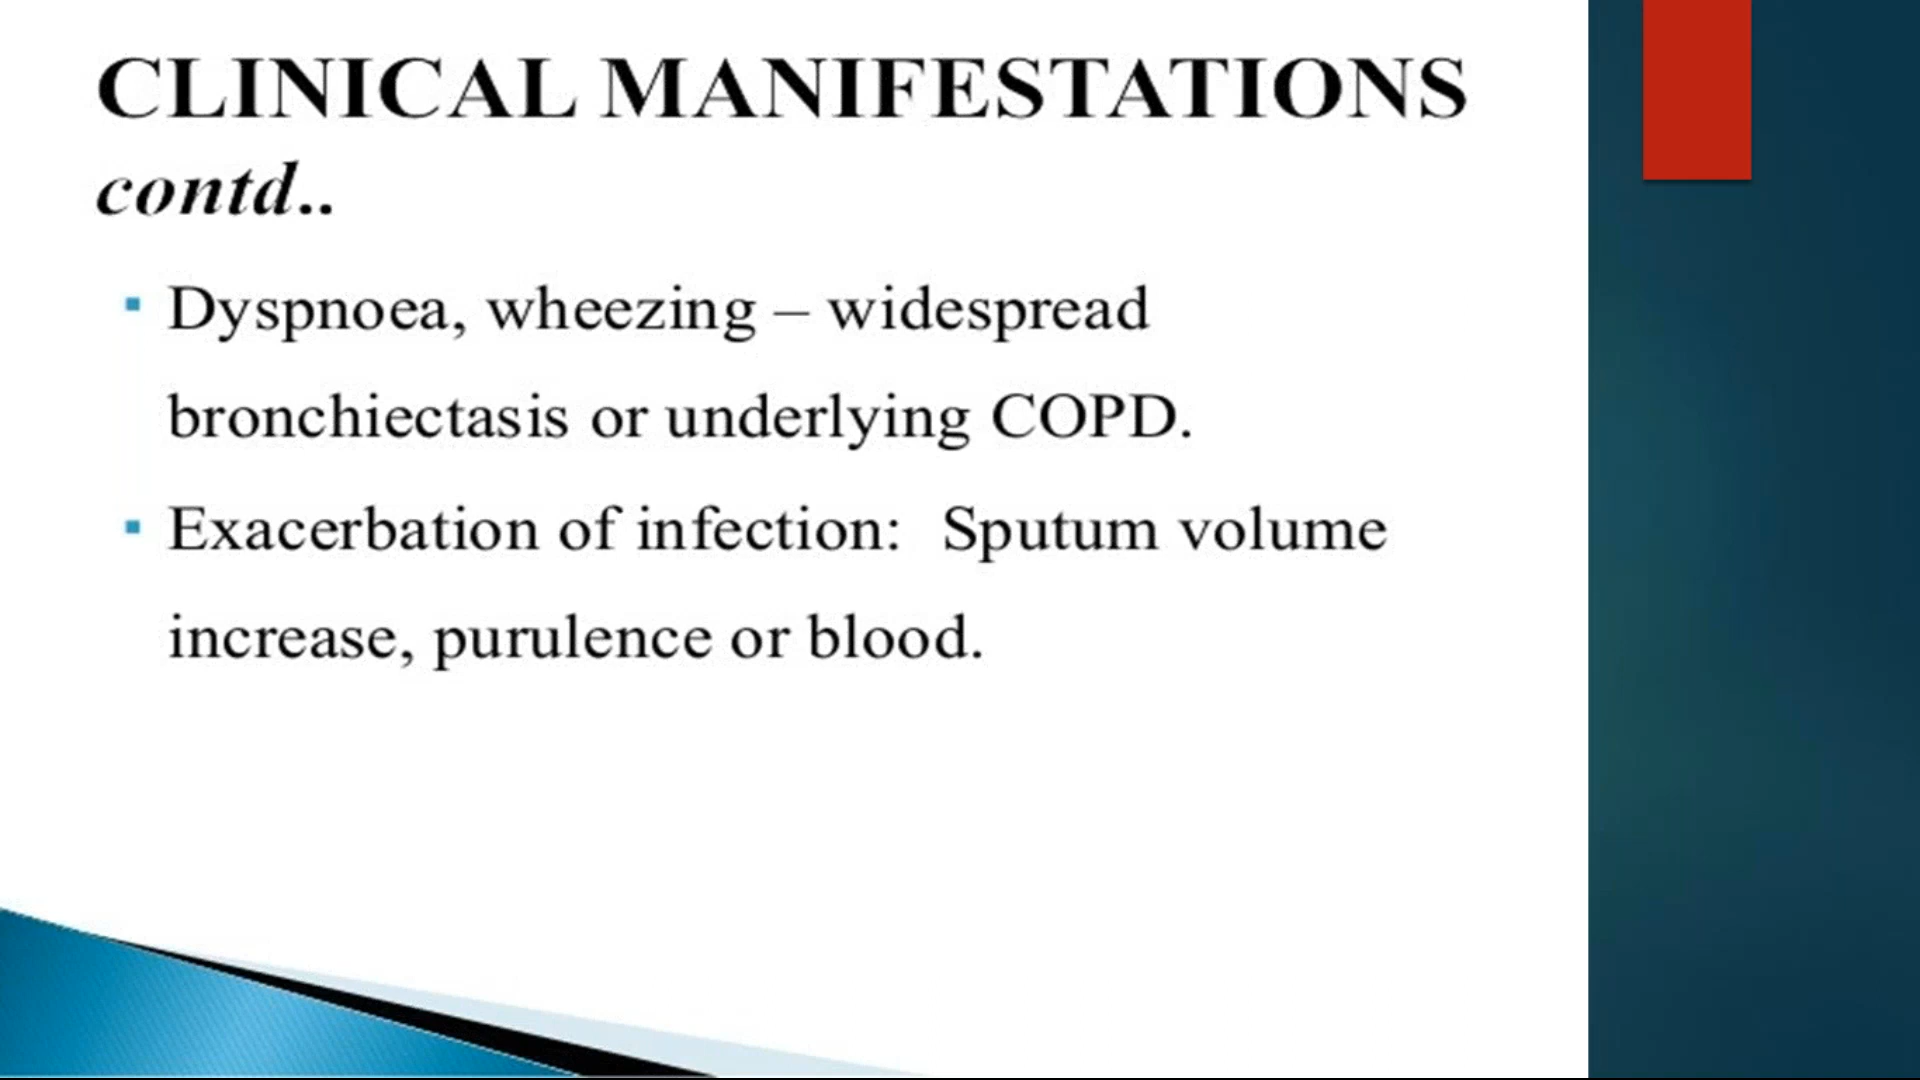 CLINICAL MANIFESTATIONS
contd..
▪ Dyspnoea, wheezing – widespread
bronchiectasis or underlying COPD.
▪ Exacerbation of infection:  Sputum volume
increase, purulence or blood.